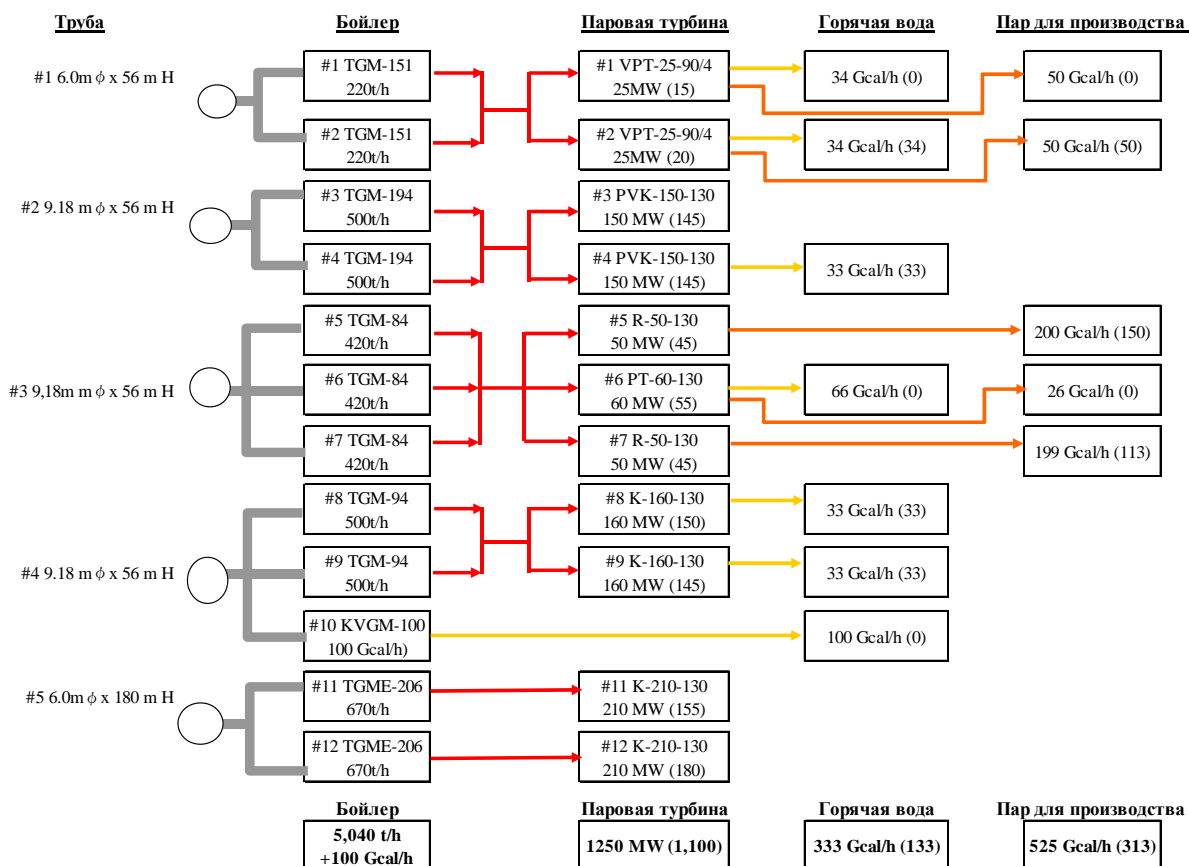 Труба
Бойлер
Паровая турбина
Горячая вода
Пар для производства
#1 6.0m ϕ x 56 m H
#1 TGM-151
220t/h
#1 VPT-25-90/4
25MW (15)
34 Gcal/h (0)
50 Gcal/h (0)
#2 TGM-151
220t/h
#2 VPT-25-90/4
25MW (20)
34 Gcal/h (34)
50 Gcal/h (50)
#2 9.18 m ϕ x 56 m H
#3 TGM-194
500t/h
#3 PVK-150-130
150 MW (145)
#4 TGM-194
500t/h
#4 PVK-150-130
150 MW (145)
33 Gcal/h (33)
#3 9,18m m ϕ x 56 m H
#5 TGM-84
420t/h
#5 R-50-130
50 MW (45)
200 Gcal/h (150)
#6 TGM-84
420t/h
#6 PT-60-130
60 MW (55)
66 Gcal/h (0)
26 Gcal/h (0)
#7 TGM-84
420t/h
#7 R-50-130
50 MW (45)
199 Gcal/h (113)
#4 9.18 m ϕ x 56 m H
#8 TGM-94
500t/h
#8 K-160-130
160 MW (150)
33 Gcal/h (33)
#9 TGM-94
500t/h
#9 K-160-130
160 MW (145)
33 Gcal/h (33)
#10 KVGM-100
100 Gcal/h)
100 Gcal/h (0)
#5 6.0m ϕ x 180 m H
#11 TGME-206
670t/h
#11 K-210-130
210 MW (155)
#12 TGME-206
670t/h
#12 K-210-130
210 MW (180)
Бойлер
Паровая турбина
Горячая вода
Пар для производства
5,040 t/h
+100 Gcal/h
1250 MW (1,100)
333 Gcal/h (133)
525 Gcal/h (313)